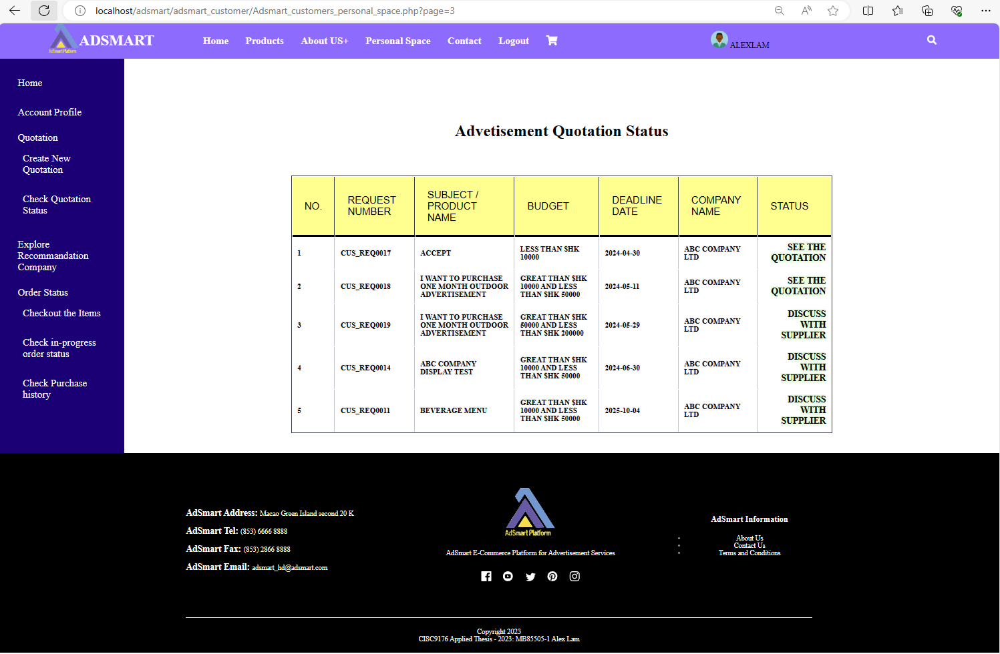 localhost/adsmart/adsmart_customer/Adsmart_customers_personal_space.php?page=3
AdSmart Platform
ADSMART
Home
Products
About US+
Personal Space
Contact
Logout
ALEXLAM
Home
Account Profile
Quotation
Create New
Quotation
Check Quotation
Status
Explore
Recommandation
Company
Order Status
Checkout the Items
Check in-progress
order status
Check Purchase
history
Advetisement Quotation Status
NO.
REQUEST
NUMBER
SUBJECT /
PRODUCT
NAME
BUDGET
DEADLINE
DATE
COMPANY
NAME
STATUS
1
CUS_REQ0017
ACCEPT
LESS THAN $HK
10000
2024-04-30
ABC COMPANY
LTD
SEE THE
QUOTATION
2
CUS_REQ0018
I WANT TO PURCHASE
ONE MONTH OUTDOOR
ADVERTISEMENT
GREAT THAN $HK
10000 AND LESS
THAN $HK 50000
2024-05-11
ABC COMPANY
LTD
SEE THE
QUOTATION
3
CUS_REQ0019
I WANT TO PURCHASE
ONE MONTH OUTDOOR
ADVERTISEMENT
GREAT THAN $HK
50000 AND LESS
THAN $HK 200000
2024-05-29
ABC COMPANY
LTD
DISCUSS
WITH
SUPPLIER
4
CUS_REQ0014
ABC COMPANY
DISPLAY TEST
GREAT THAN $HK
10000 AND LESS
THAN $HK 50000
2024-06-30
ABC COMPANY
LTD
DISCUSS
WITH
SUPPLIER
5
CUS_REQ0011
BEVERAGE MENU
GREAT THAN $HK
10000 AND LESS
THAN $HK 50000
2025-10-04
ABC COMPANY
LTD
DISCUSS
WITH
SUPPLIER
AdSmart Address: Macao Green Island second 20 K
AdSmart Tel: (853) 6666 8888
AdSmart Fax: (853) 2866 8888
AdSmart Email: adsmart_hd@adsmart.com
AdSmart Platform
AdSmart E-Commerce Platform for Advertisement Services
AdSmart Information
About Us
Contact Us
Terms and Conditions
Copyright 2023
CISC9176 Applied Thesis - 2023: MB85505-1 Alex Lam